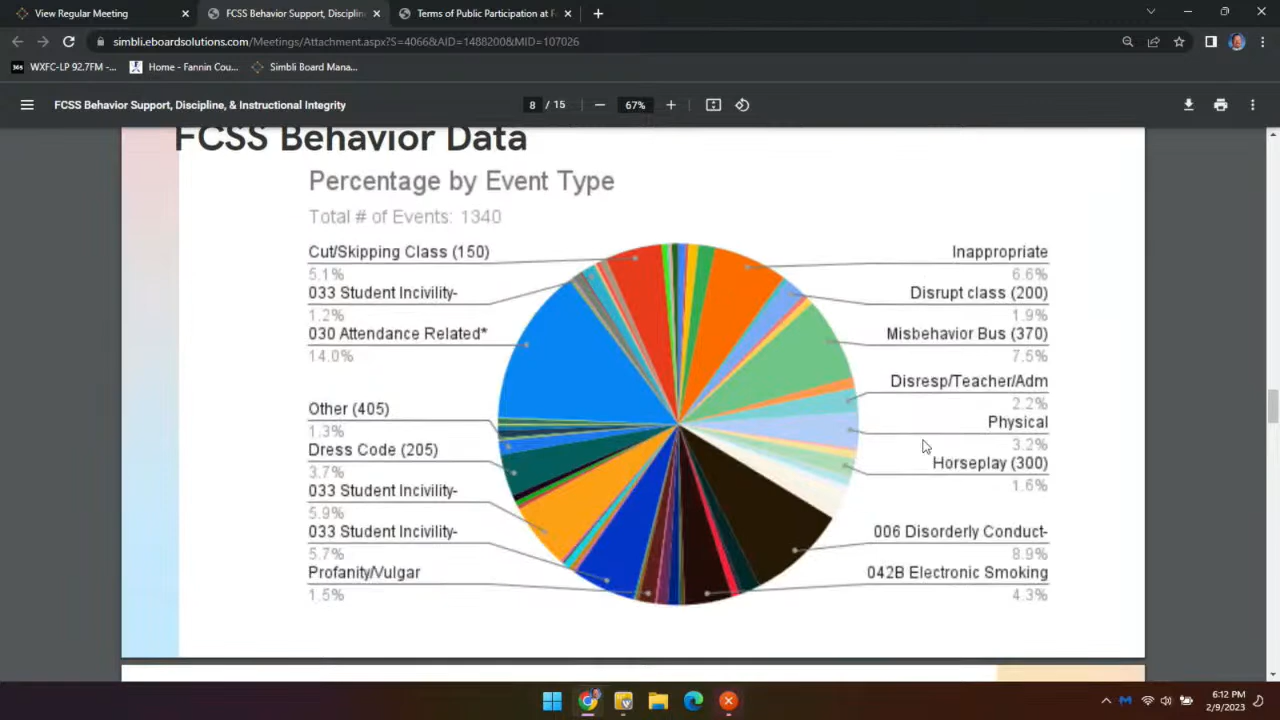 View Regular Meeting
FCSS Behavior Support, Disciplin
Terms of Public Participation at F
simbli.eboardsolutions.com/Meetings/Attachment.aspx?S=4066&AID=1488200&MID=107026
WXFC-LP 92.7FM -...
Home - Fannin Cou...
Simbli Board Mana...
FCSS Behavior Support, Discipline, & Instructional Integrity
8 / 15
67%
FCSS Behavior Data
Percentage by Event Type
Total # of Events: 1340
Cut/Skipping Class (150)
5.1%
033 Student Incivility-
1.2%
030 Attendance Related*
14.0%
Other (405)
1.3%
Dress Code (205)
3.7%
033 Student Incivility-
5.9%
033 Student Incivility-
5.7%
Profanity/Vulgar
1.5%
Inappropriate
6.6%
Disrupt class (200)
1.9%
Misbehavior Bus (370)
7.5%
Disresp/Teacher/Adm
2.2%
Physical
3.2%
Horseplay (300)
1.6%
006 Disorderly Conduct-
8.9%
042B Electronic Smoking
4.3%
6:12 PM
2/9/2023